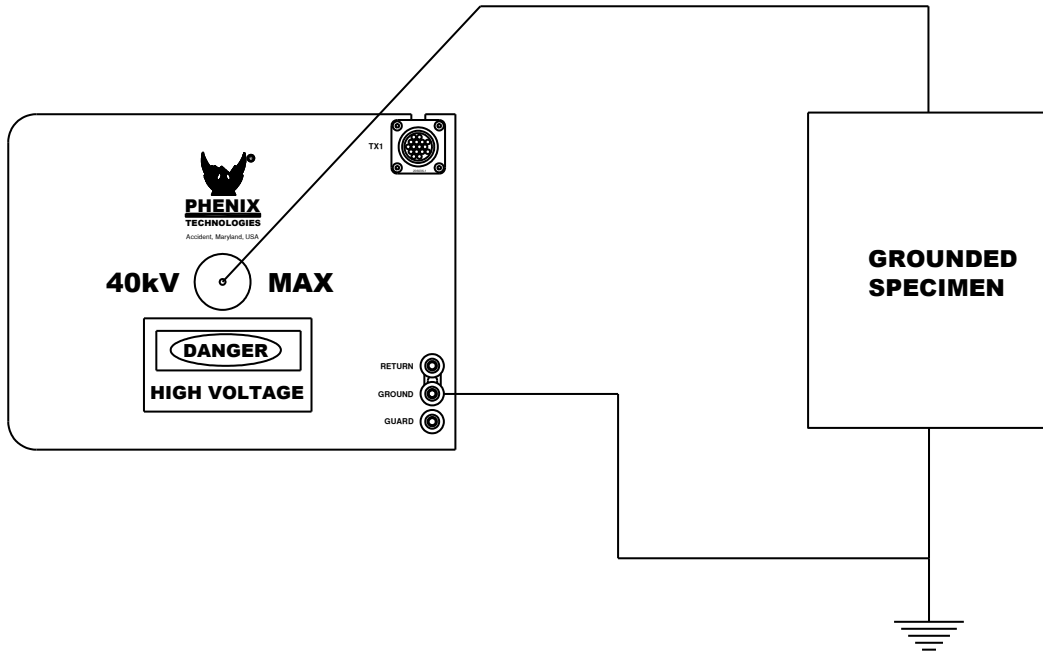 TX1
PHENIX
TECHNOLOGIES
Accident, Maryland, USA
40kV MAX
DANGER
HIGH VOLTAGE
RETURN
GROUND
GUARD
GROUNDED
SPECIMEN